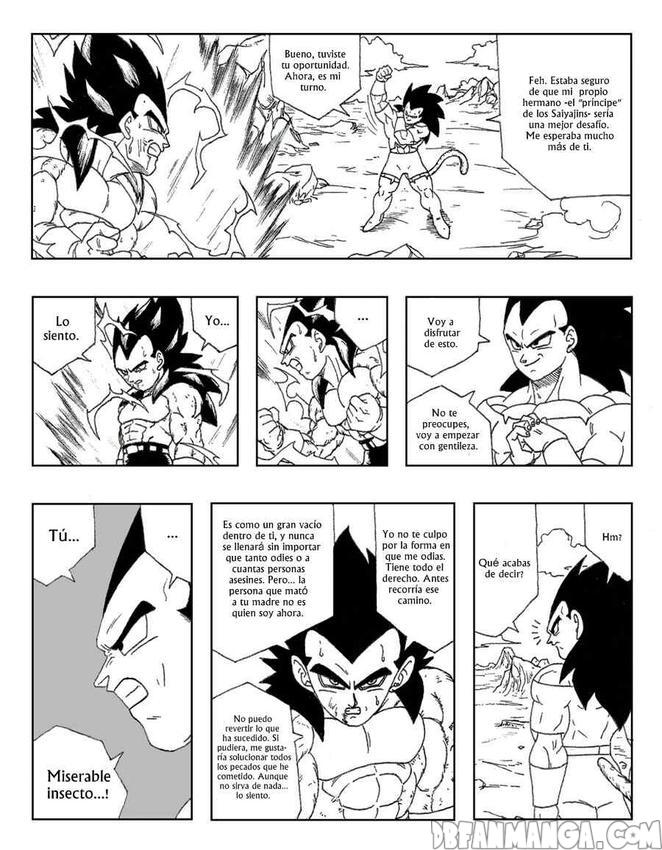 Feh. Estaba seguro
de que mi propio
hermano -el "príncipe"
de los Saiyajins- sería
una mejor desafío.
Me esperaba mucho
más de ti.
Bueno, tuviste
tu oportunidad.
Ahora, es mi
turno.
Voy a
disfrutar
de esto.
No te
preocupes,
voy a empezar
con gentileza.
...
Yo...
Lo
siento.
Hm?
Qué acabas
de decir?
Yo no te culpo
por la forma en
que me odias.
Tiene todo el
derecho. Antes
recorría ese
camino.
Es como un gran vacío
dentro de ti, y nunca
se llenará sin importar
que tanto odies o a
cuantas personas
asesines. Pero... la
persona que mató
a tu madre no es
quien soy ahora.
No puedo
revertir lo que
ha sucedido. Si
pudiera, me gusta-
ría solucionar todos
los pecados que he
cometido. Aunque
no sirva de nada...
lo siento.
...
Tú...
Miserable
insecto...!
DBFANMANGA.COM